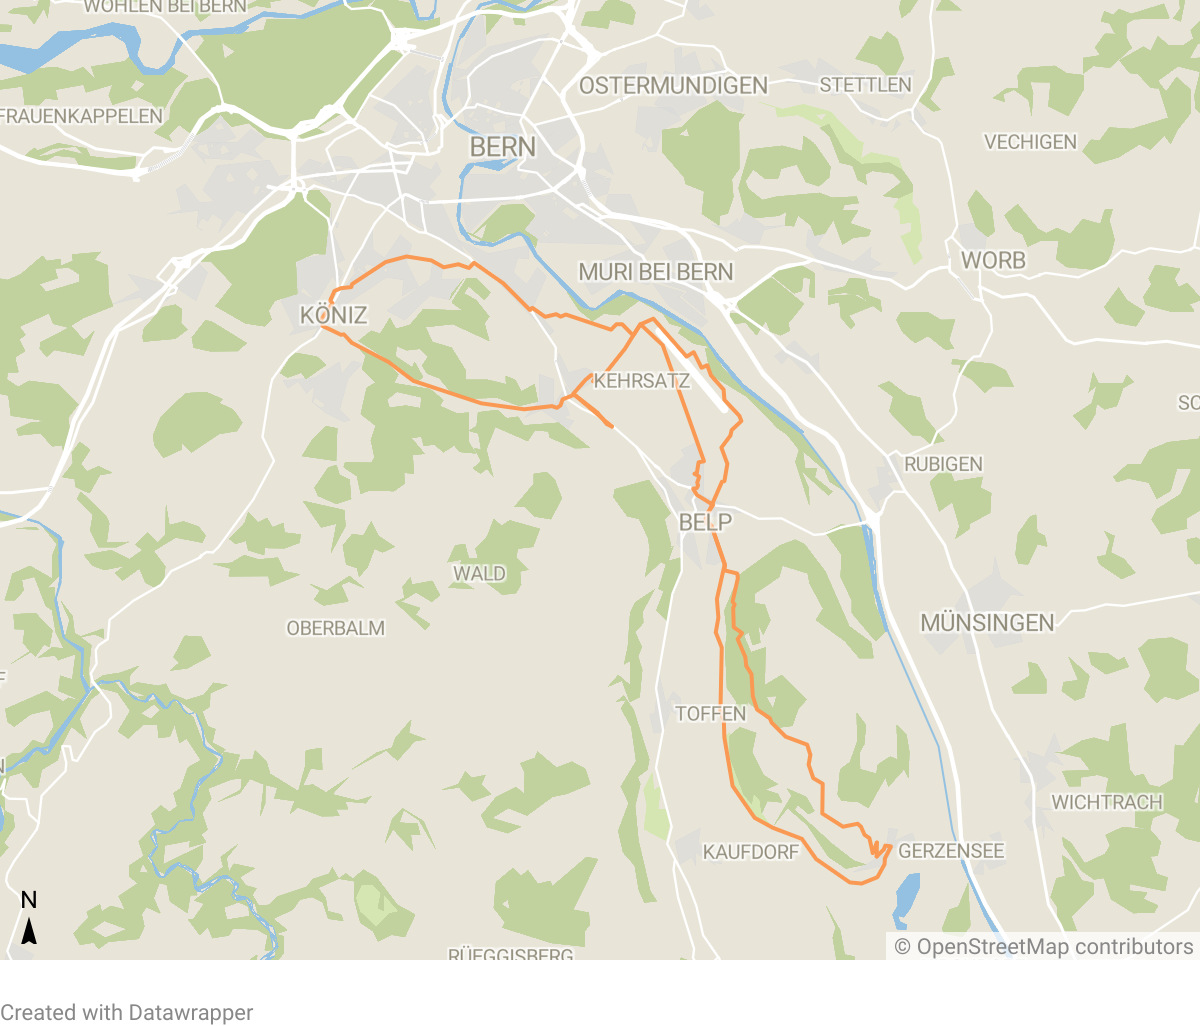 WOHLEN BEI BERN
OSTERMUNDIGEN
STETTLEN
FRAUENKAPPELEN
BERN
VECHIGEN
WORB
MURI BEI BERN
KÖNIZ
KEHRSATZ
SC
RUBIGEN
BELP
WALD
MÜNSINGEN
OBERBALM
F
TOFFEN
N
WICHTRACH
KAUFDORF
GERZENSEE
N
RÜEGGISBERG
© OpenStreetMap contributors
Created with Datawrapper